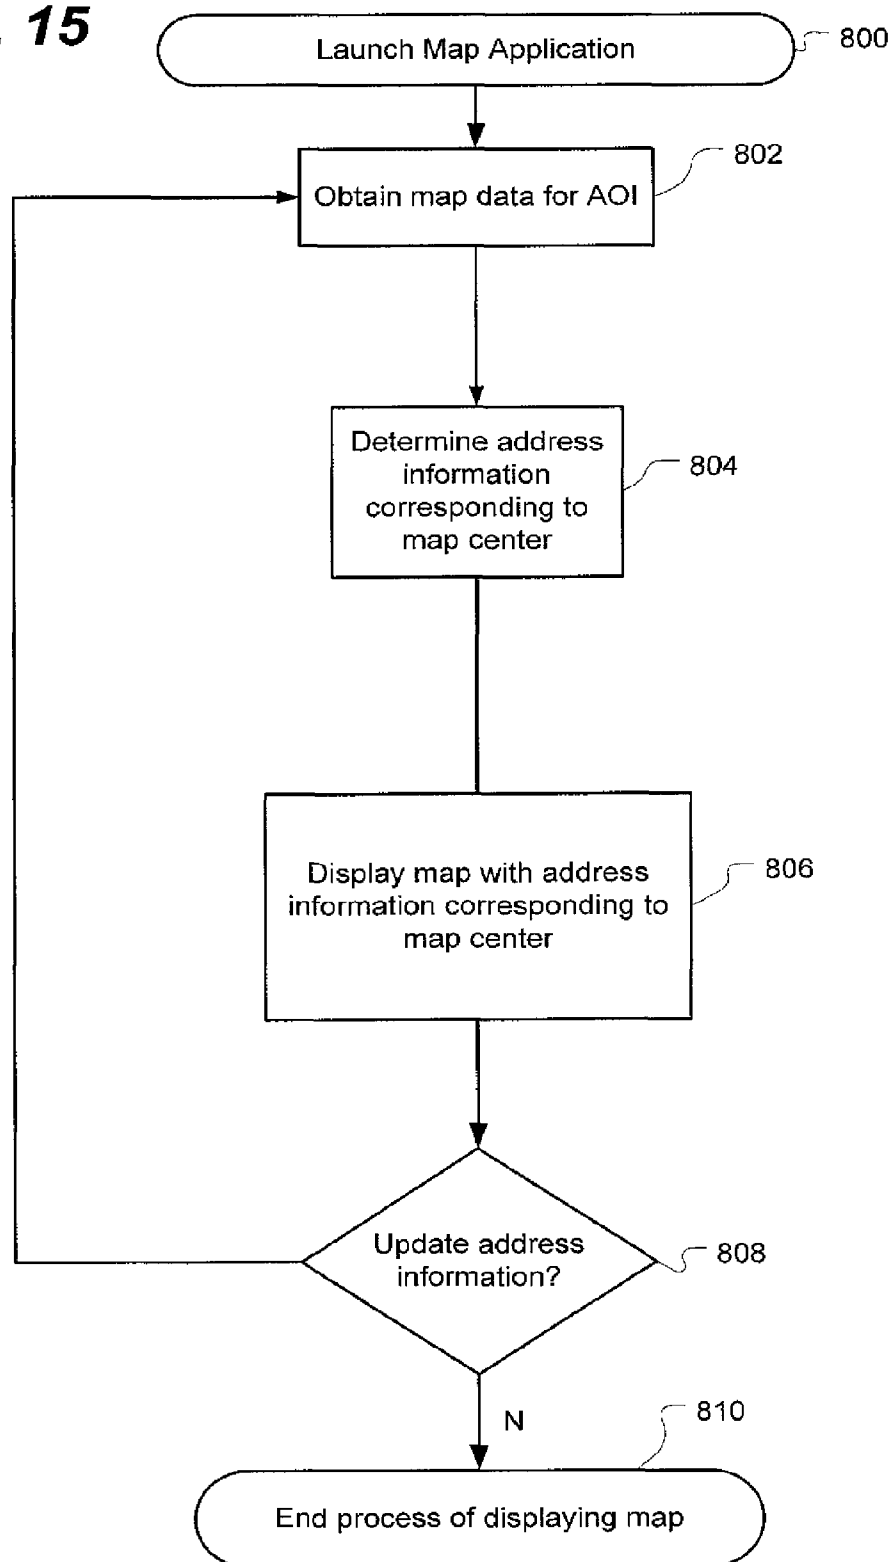 . 15
Launch Map Application
800
802
Obtain map data for AOI
Determine address
information
corresponding to
map center
804
Display map with address
information corresponding to
map center
806
Update address
information?
808
N
810
End process of displaying map